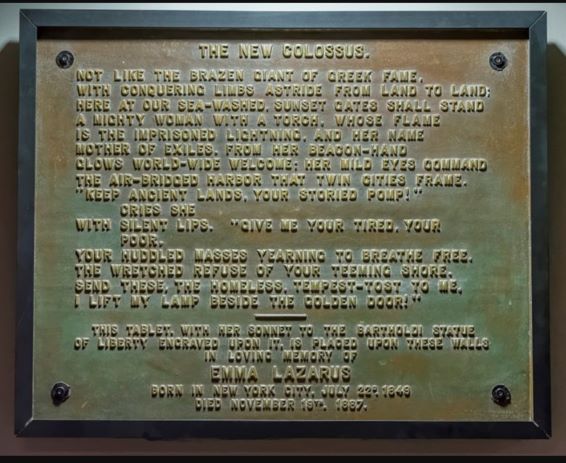 THE NEW COLOSSUS.
NOT LIKE THE BRAZEN GIANT OF GREEK FAME,
WITH CONQUERING LIMBS ASTRIDE FROM LAND TO LAND;
HERE AT OUR SEA-WASHED, SUNSET GATES SHALL STAND
A MIGHTY WOMAN WITH A TORCH, WHOSE FLAME
IS THE IMPRISONED LIGHTNING, AND HER NAME
MOTHER OF EXILES. FROM HER BEACON-HAND
GLOWS WORLD-WIDE WELCOME; HER MILD EYES COMMAND
THE AIR-BRIDGED HARBOR THAT TWIN CITIES FRAME.
"KEEP ANCIENT LANDS, YOUR STORIED POMP!"
CRIES SHE
WITH SILENT LIPS. "GIVE ME YOUR TIRED, YOUR
POOR,
YOUR HUDDLED MASSES YEARNING TO BREATHE FREE,
THE WRETCHED REFUSE OF YOUR TEEMING SHORE.
SEND THESE, THE HOMELESS, TEMPEST-TOST TO ME,
I LIFT MY LAMP BESIDE THE GOLDEN DOOR!"
THIS TABLET, WITH HER SONNET TO THE BARTHOLDI STATUE
OF LIBERTY ENGRAVED UPON IT, IS PLACED UPON THESE WALLS
IN LOVING MEMORY OF
EMMA LAZARUS
BORN IN NEW YORK CITY, JULY 22D, 1849
DIED NOVEMBER 19TH, 1887.